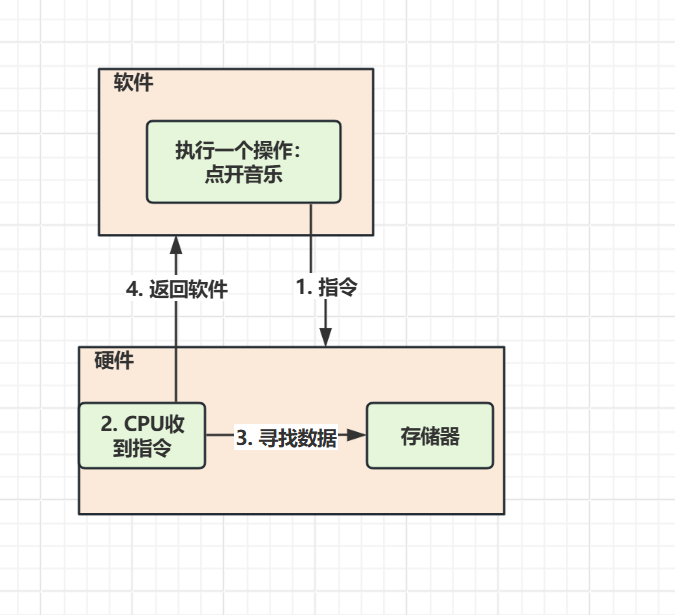 软件
执行一个操作：
点开音乐
4. 返回软件
1. 指令
硬件
2. CPU收
到指令
3. 寻找数据
存储器